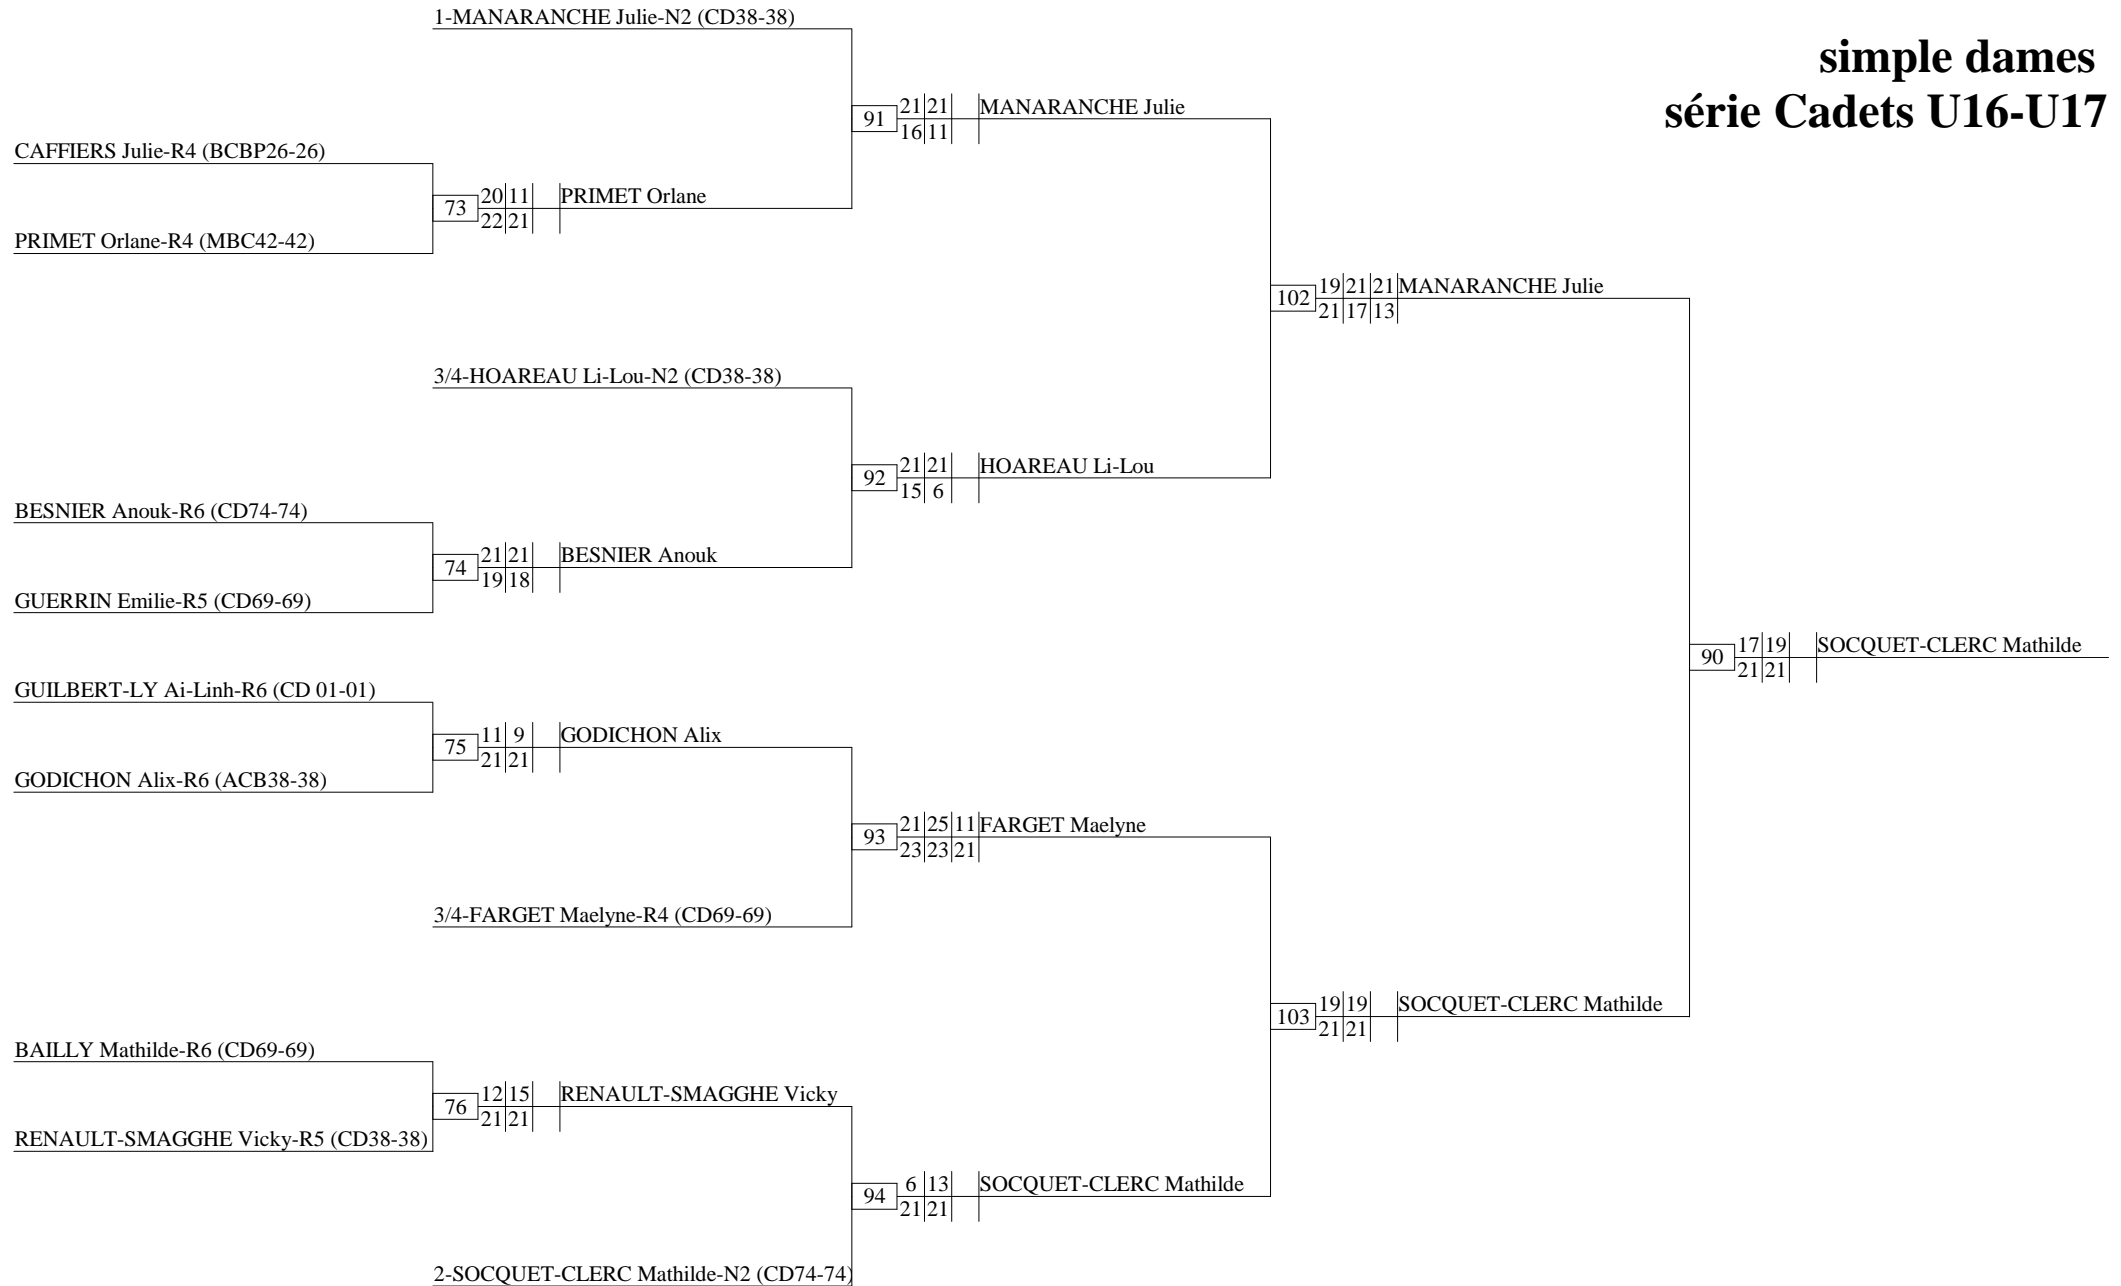 1-MANARANCHE Julie-N2 (CD38-38)
simple dames
série Cadets U16-U17
21 21 MANARANCHE Julie
91
16 11
CAFFIERS Julie-R4 (BCBP26-26)
20 11 PRIMET Orlane
73
22 21
PRIMET Orlane-R4 (MBC42-42)
19 21 21 MANARANCHE Julie
102
21 17 13
3/4-HOAREAU Li-Lou-N2 (CD38-38)
21 21 HOAREAU Li-Lou
92
15 6
BESNIER Anouk-R6 (CD74-74)
21 21 BESNIER Anouk
74
19 18
GUERRIN Emilie-R5 (CD69-69)
17 19 SOCQUET-CLERC Mathilde
90
21 21
GUILBERT-LY Ai-Linh-R6 (CD 01-01)
11 9 GODICHON Alix
75
21 21
GODICHON Alix-R6 (ACB38-38)
21 25 11 FARGET Maelyne
93
23 23 21
3/4-FARGET Maelyne-R4 (CD69-69)
19 19 SOCQUET-CLERC Mathilde
103
21 21
BAILLY Mathilde-R6 (CD69-69)
12 15 RENAULT-SMAGGHE Vicky
76
21 21
RENAULT-SMAGGHE Vicky-R5 (CD38-38)
6 13 SOCQUET-CLERC Mathilde
94
21 21
2-SOCQUET-CLERC Mathilde-N2 (CD74-74)